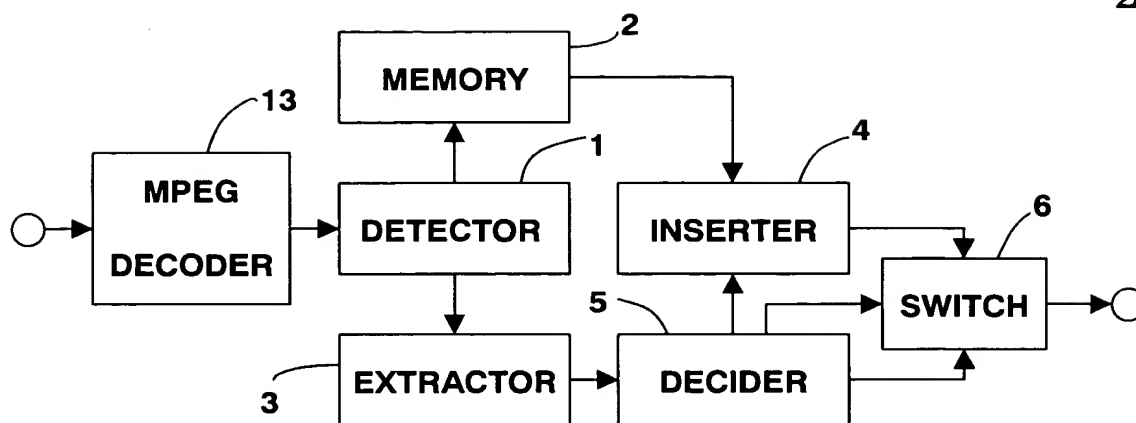 2
MEMORY
13
1
4
MPEG
DECODER
DETECTOR
INSERTER
6
SWITCH
5
3
EXTRACTOR
DECIDER